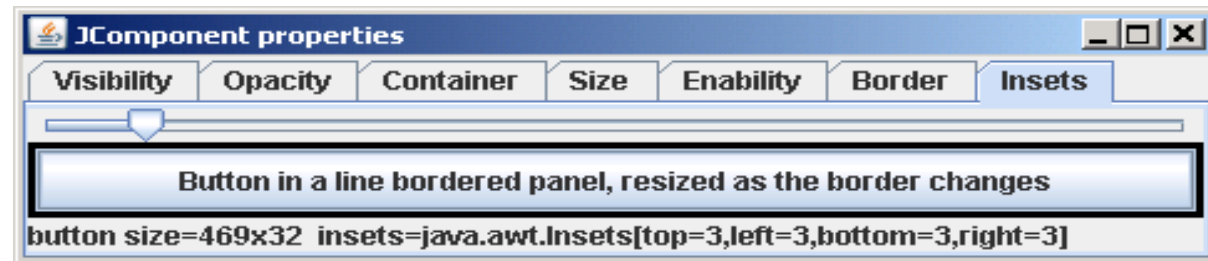 JComponent properties
Visibility Opacity Container Size Enability Border Insets
Button in a line bordered panel, resized as the border changes
button size=469x32 insets=java.awt.Insets[top=3,left=3,bottom=3,right=3]